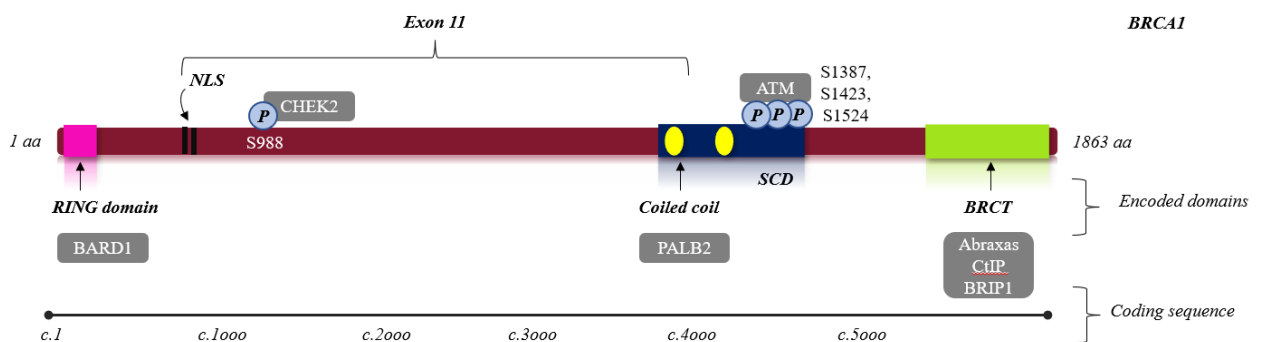 Exon 11
BRCA1
NLS
CHEK2
P
S988
ATM
P P P
S1387,
S1423,
S1524
1 aa
1863 aa
SCD
RING domain
Coiled coil
BRCT
Encoded domains
BARD1
PALB2
Abraxas
CtIP
BRIP1
Coding sequence
c.1
c.1ooo
c.2ooo
c.3ooo
c.4ooo
c.5ooo